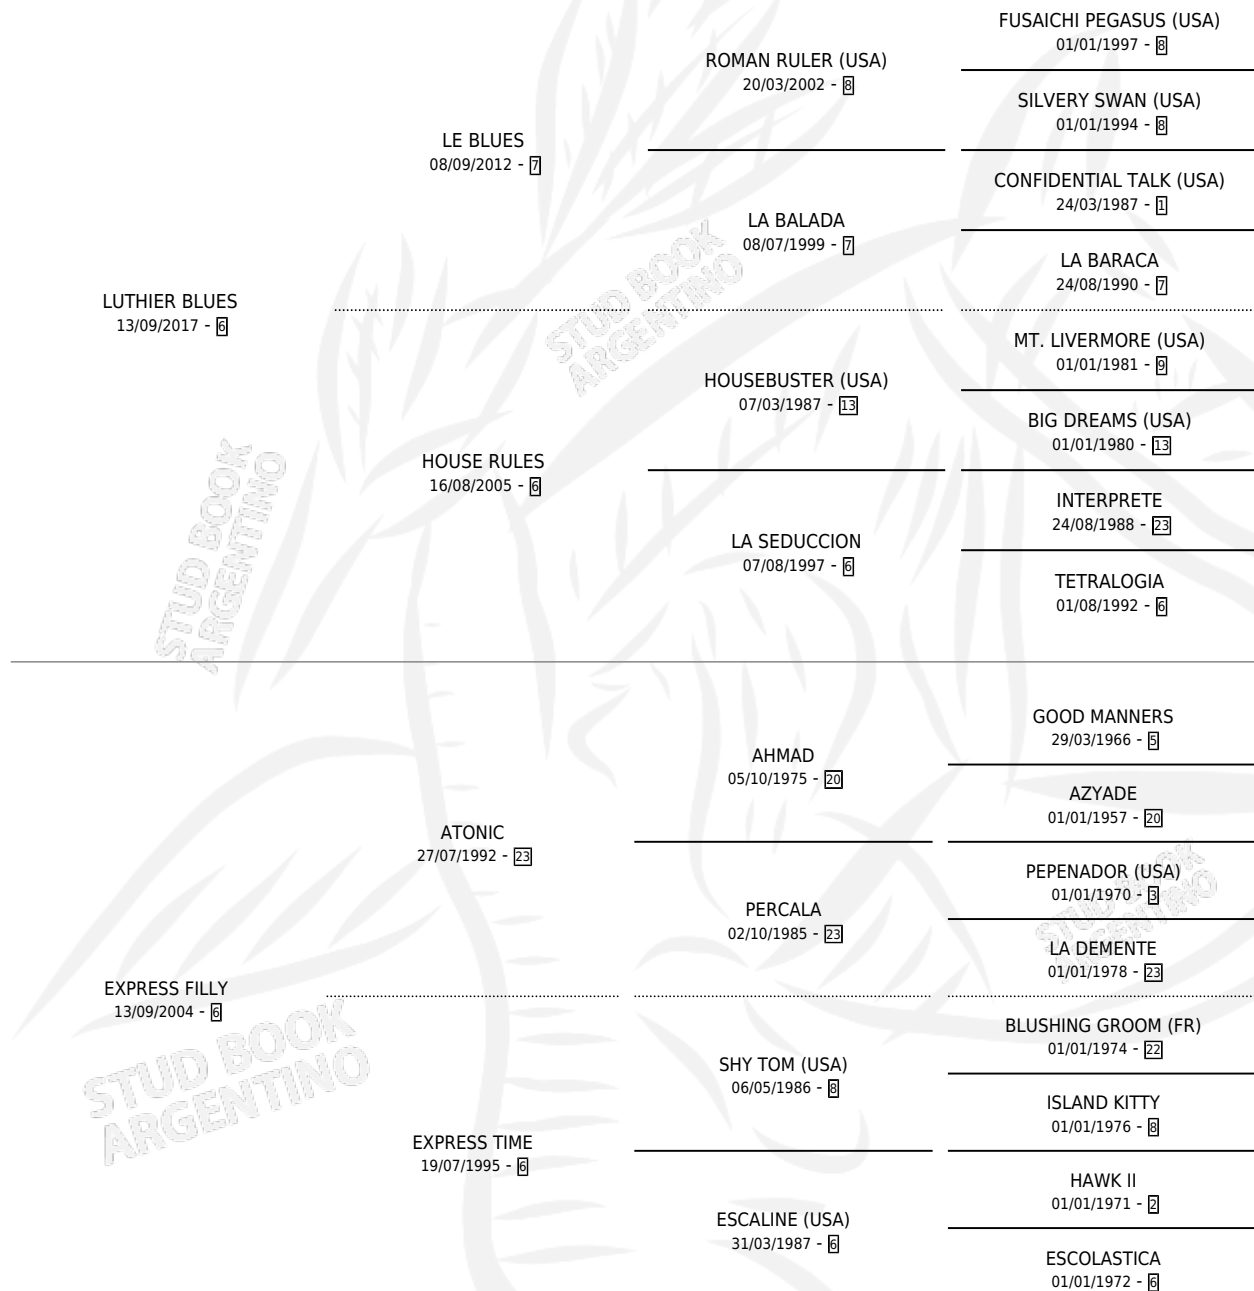 FUSAICHI PEGASUS (USA)
01/01/1997 - 8
ROMAN RULER (USA)
20/03/2002 - 8
SILVERY SWAN (USA)
01/01/1994 - 8
LE BLUES
08/09/2012 - 7
CONFIDENTIAL TALK (USA)
24/03/1987 - 1
LA BALADA
08/07/1999 - 7
LA BARACA
24/08/1990 - 7
LUTHIER BLUES
13/09/2017 - 6
MT. LIVERMORE (USA)
01/01/1981 - 9
HOUSEBUSTER (USA)
07/03/1987 - 13
BIG DREAMS (USA)
01/01/1980 - 13
HOUSE RULES
16/08/2005 - 6
INTERPRETE
24/08/1988 - 23
LA SEDUCCION
07/08/1997 - 6
TETRALOGIA
01/08/1992 - 6
STUD BOOK
ARGENTINO
STUD BOOK
ARGENTINO
GOOD MANNERS
29/03/1966 - 5
AHMAD
05/10/1975 - 20
AZYADE
01/01/1957 - 20
ATONIC
27/07/1992 - 23
PEPENADOR (USA)
01/01/1970 - 3
PERCALA
02/10/1985 - 23
LA DEMENTE
01/01/1978 - 23
EXPRESS FILLY
13/09/2004 - 6
BLUSHING GROOM (FR)
01/01/1974 - 22
SHY TOM (USA)
06/05/1986 - 8
ISLAND KITTY
01/01/1976 - 8
EXPRESS TIME
19/07/1995 - 6
HAWK II
01/01/1971 - 2
ESCALINE (USA)
31/03/1987 - 6
ESCOLASTICA
01/01/1972 - 6
STUD BOOK
ARGENTINO
STUD BOOK
ARGENTINO